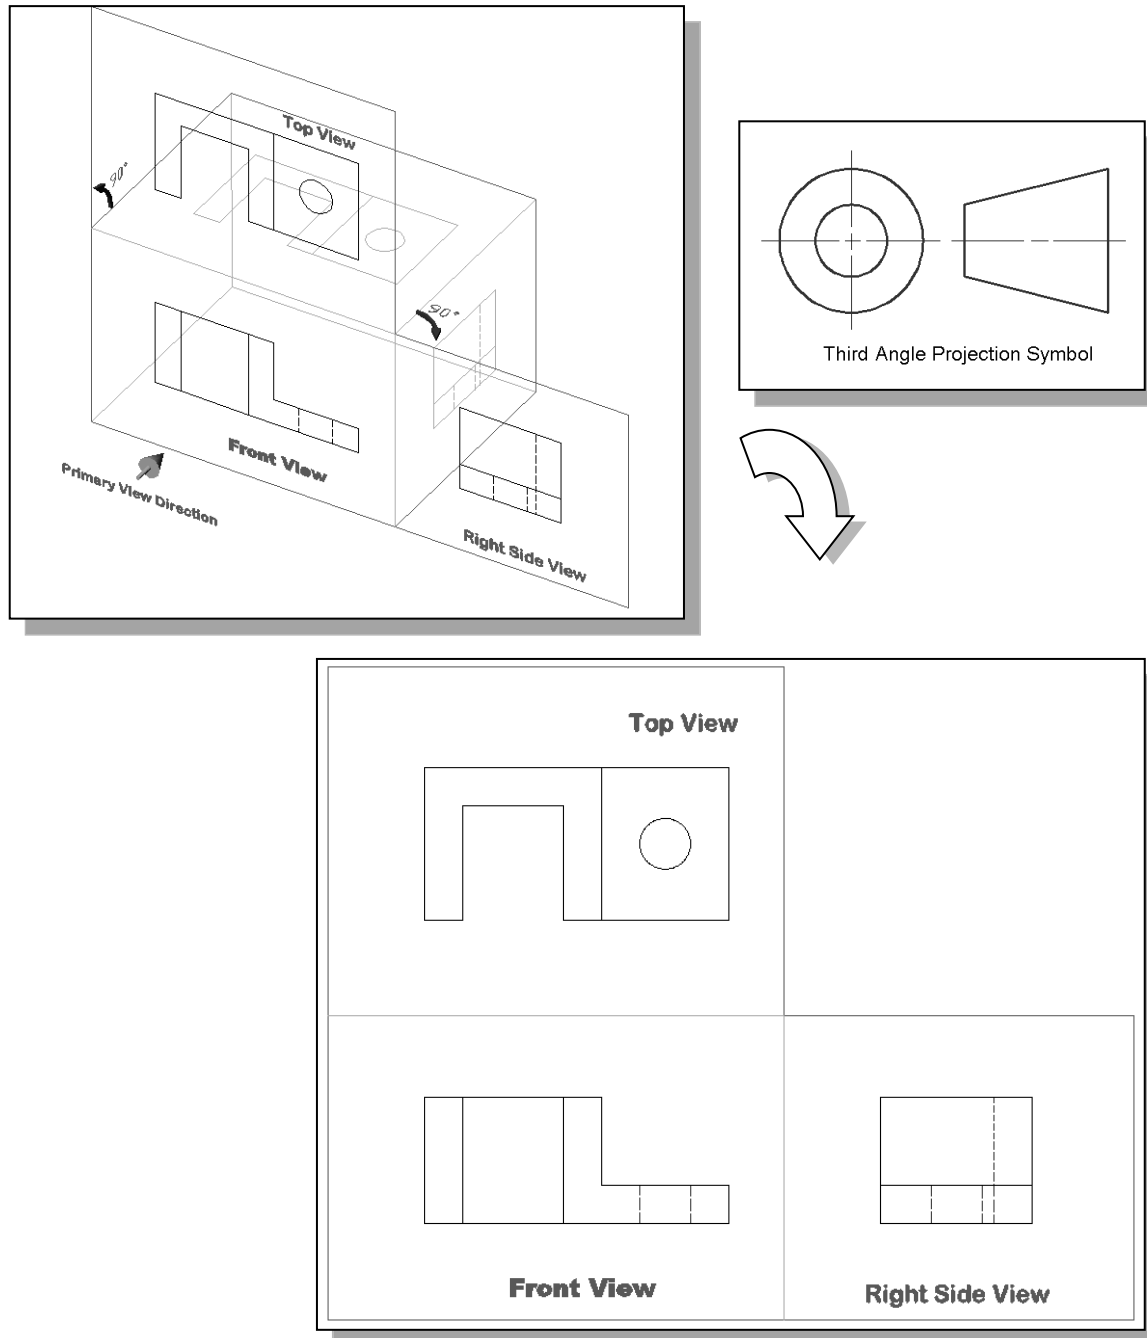 Top View
90°
90°
Front View
Primary View Direction
Right Side View
Third Angle Projection Symbol
Top View
Front View
Right Side View